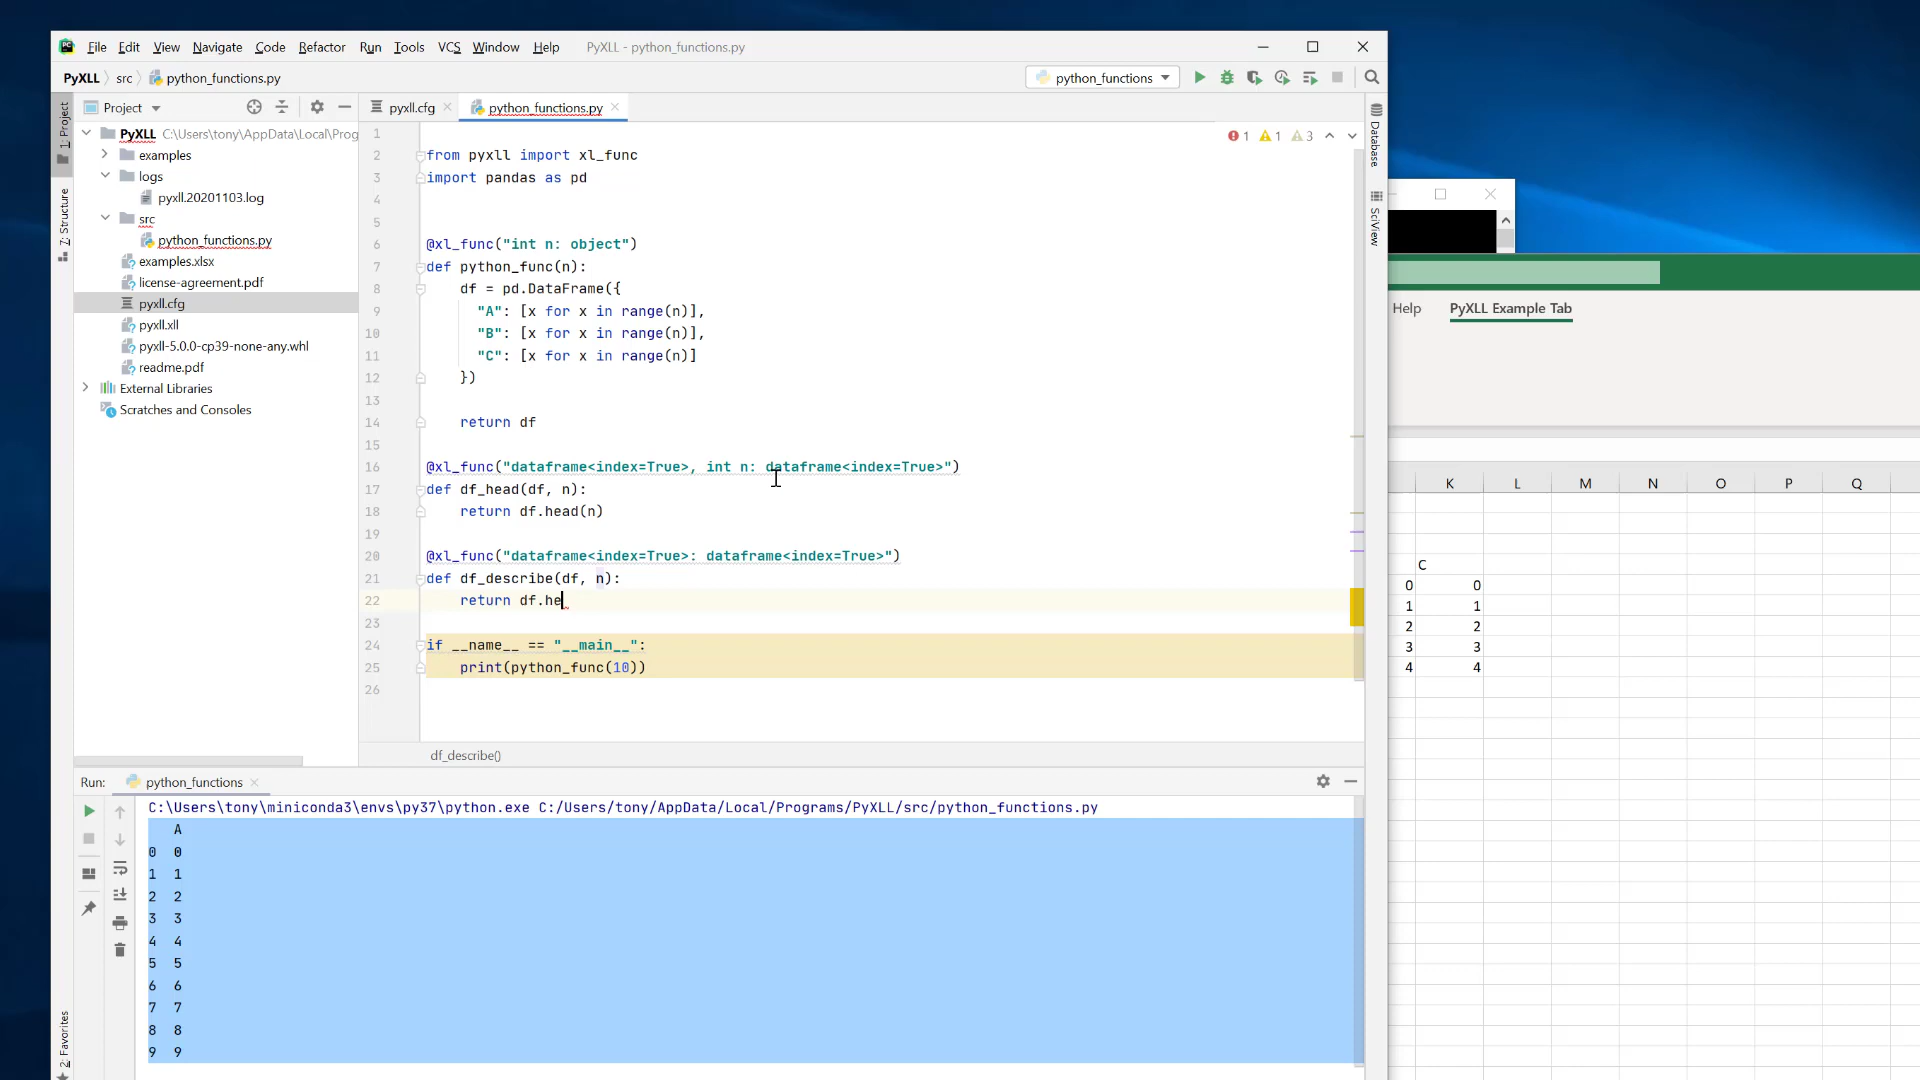 File Edit View Navigate Code Refactor Run Tools VCS Window Help PyXLL - python_functions.py
PyXLL src python_functions.py python_functions
Project pyxll.cfg python_functions.py
1: Project
7: Structure
2: Favorites
PyXLL C:\Users\tony\AppData\Local\Prog
examples
logs
pyxll.20201103.log
src
python_functions.py
examples.xlsx
license-agreement.pdf
pyxll.cfg
pyxll.xll
pyxll-5.0.0-cp39-none-any.whl
readme.pdf
External Libraries
Scratches and Consoles
1 1 3
1
2 from pyxll import xl_func
3 import pandas as pd
4
5
6 @xl_func("int n: object")
7 def python_func(n):
8 df = pd.DataFrame({
9 "A": [x for x in range(n)],
10 "B": [x for x in range(n)],
11 "C": [x for x in range(n)]
12 })
13
14 return df
15
16 @xl_func("dataframe<index=True>, int n: dataframe<index=True>")
17 def df_head(df, n):
18 return df.head(n)
19
20 @xl_func("dataframe<index=True>: dataframe<index=True>")
21 def df_describe(df, n):
22 return df.he
23
24 if __name__ == "__main__":
25 print(python_func(10))
26
df_describe()
Database
SciView
Run: python_functions
C:\Users\tony\miniconda3\envs\py37\python.exe C:/Users/tony/AppData/Local/Programs/PyXLL/src/python_functions.py
A
0 0
1 1
2 2
3 3
4 4
5 5
6 6
7 7
8 8
9 9
Help PyXLL Example Tab
K L M N O P Q
C
0 0
1 1
2 2
3 3
4 4